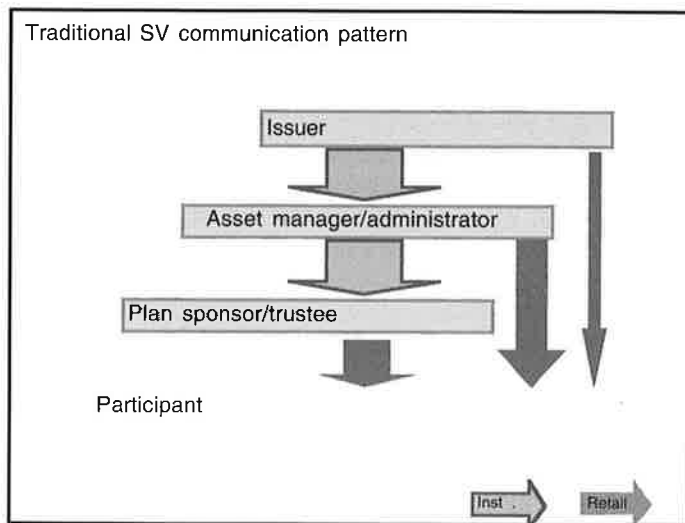 Traditional SV communication pattern
Issuer
Asset manager/administrator
Plan sponsor/trustee
Participant
Inst .
Retail